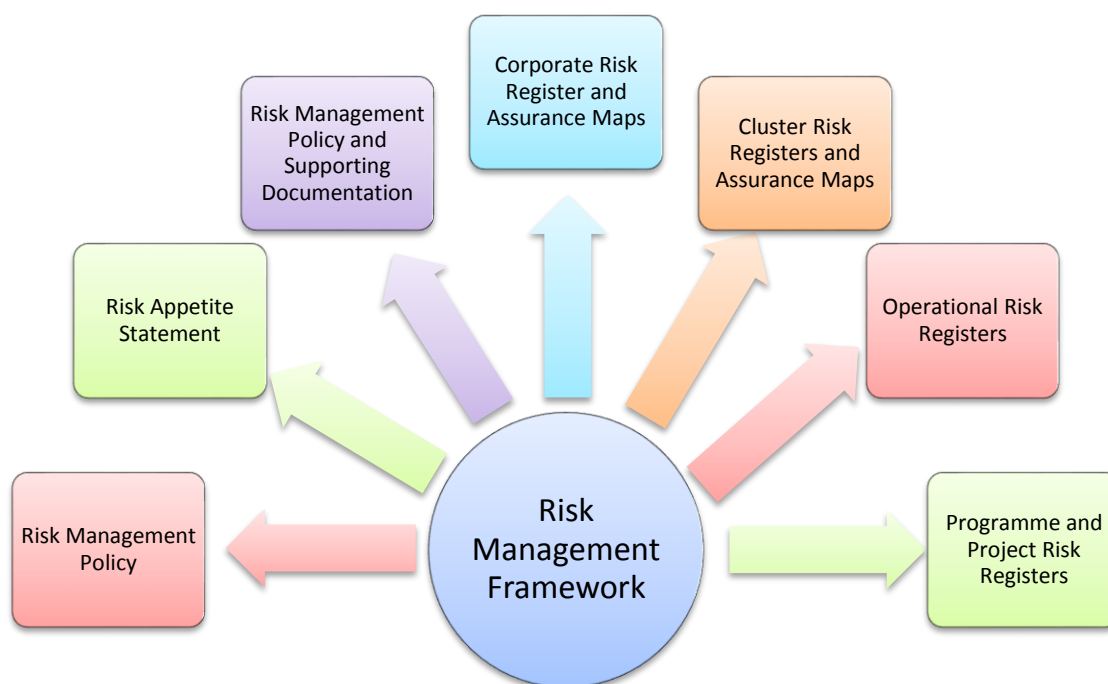 Corporate Risk
Register and
Assurance Maps
Risk Management
Policy and
Supporting
Documentation
Cluster Risk
Registers and
Assurance Maps
Risk Appetite
Statement
Operational Risk
Registers
Risk Management
Policy
Risk
Management
Framework
Programme and
Project Risk
Registers